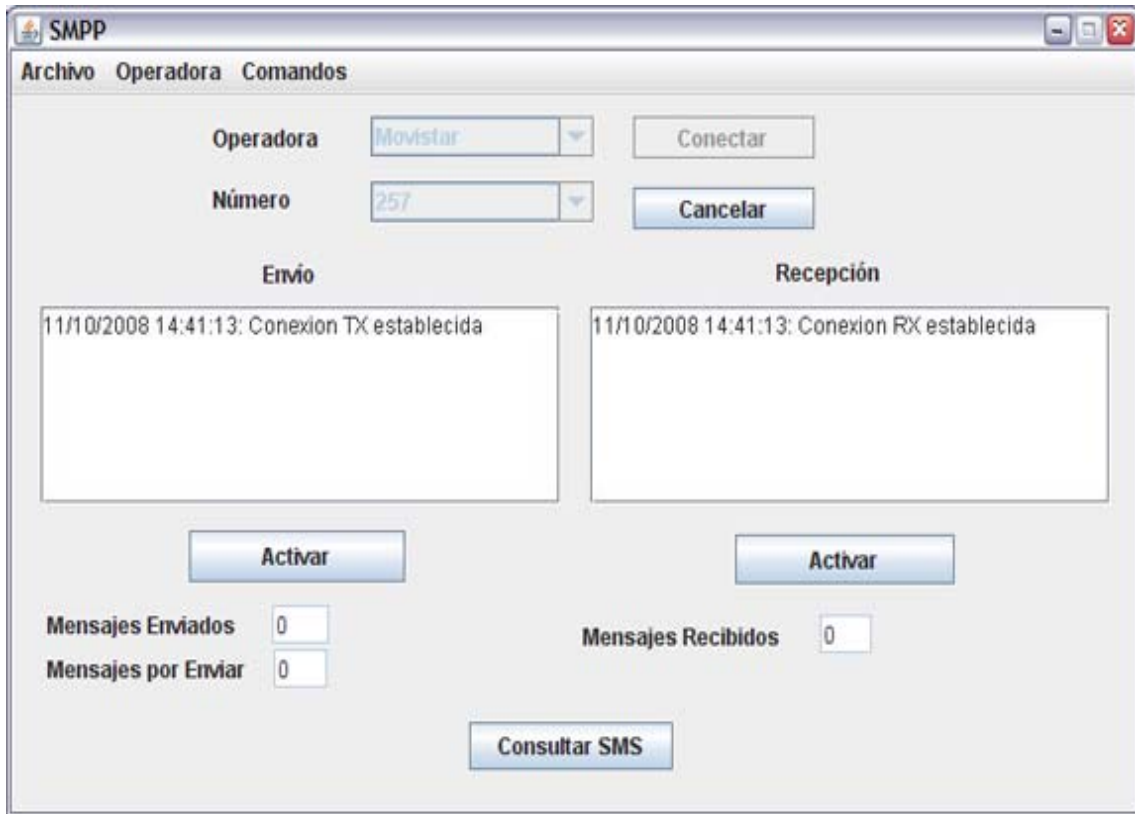 SMPP
Archivo Operadora Comandos
Operadora Movistar Conectar
Número 257 Cancelar
Envío Recepción
11/10/2008 14:41:13: Conexion TX establecida
11/10/2008 14:41:13: Conexion RX establecida
Activar Activar
Mensajes Enviados 0
Mensajes Recibidos 0
Mensajes por Enviar 0
Consultar SMS